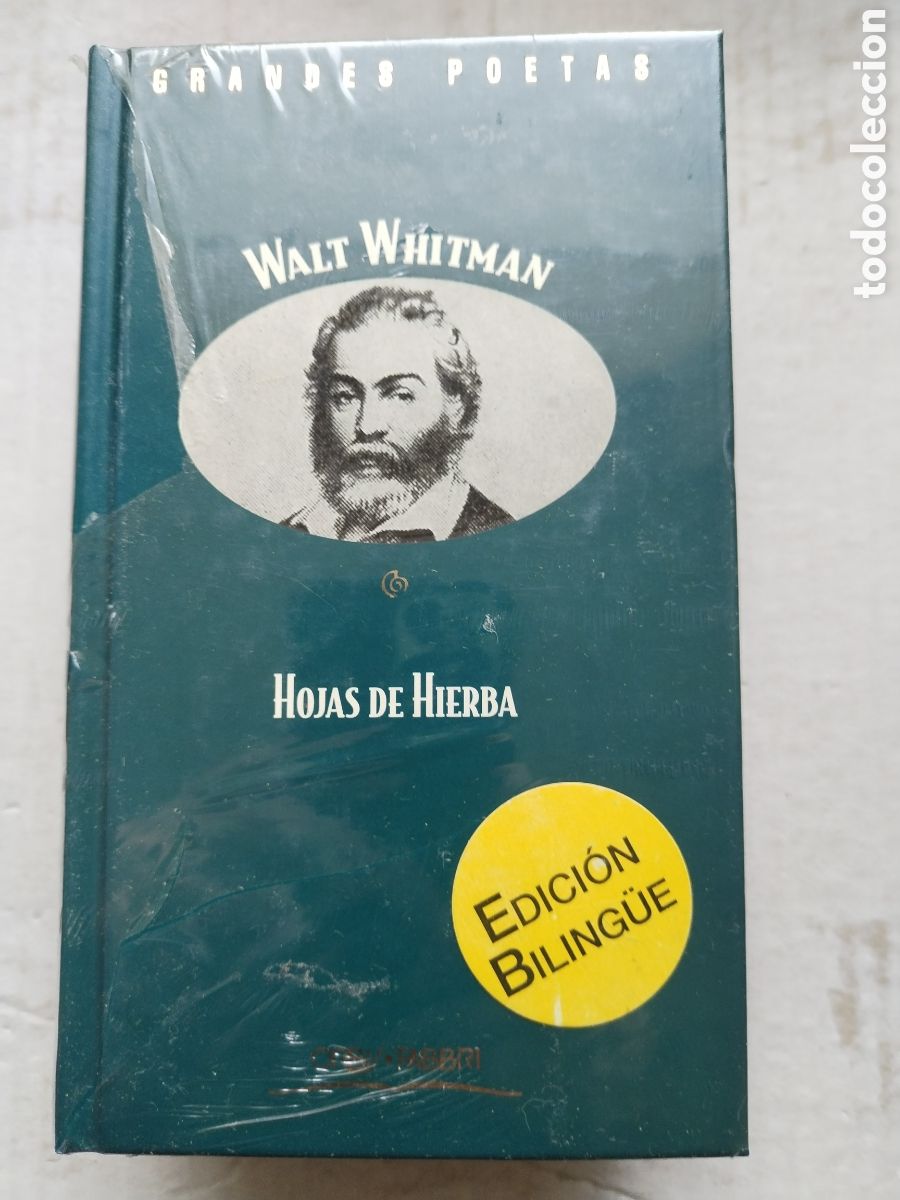 GRANDES POETAS
WALT WHITMAN
HOJAS DE HIERBA
EDICIÓN
BILINGÜE
todocoleccion